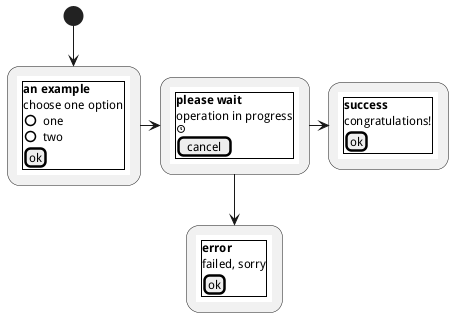 an example
choose one option
one
two
ok
please wait
operation in progress
cancel
success
congratulations!
ok
error
failed, sorry
ok